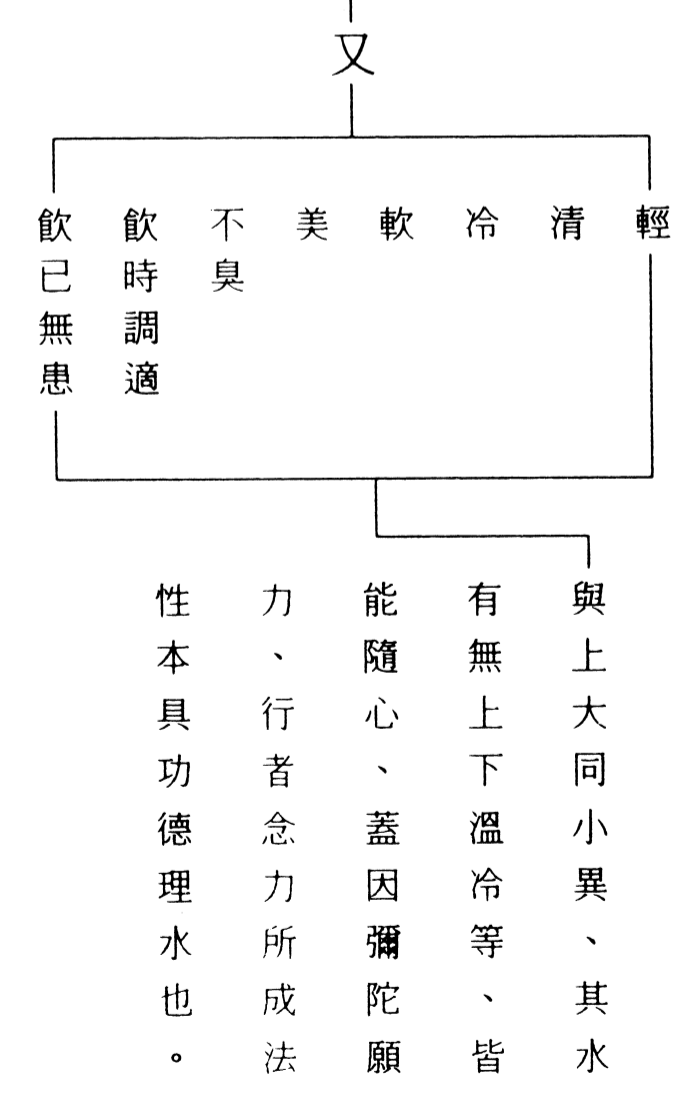 又
輕
清
冷
軟
美
不臭
飲時調適
飲已無患
與上大同小異、其水
有無上下溫冷等、皆
能隨心、蓋因彌陀願
力、行者念力所成法
性本具功德理水也。